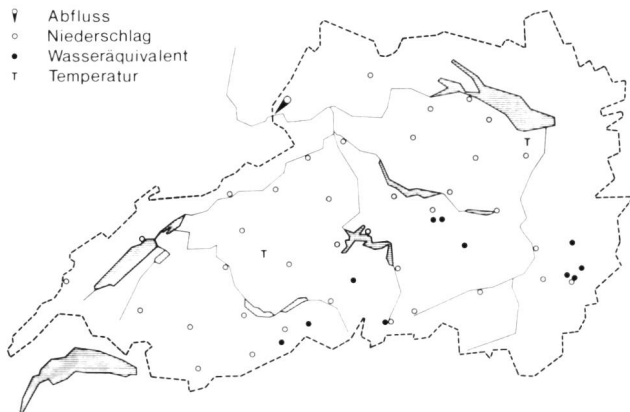 Abfluss
Niederschlag
Wasseräquivalent
T Temperatur
T
T